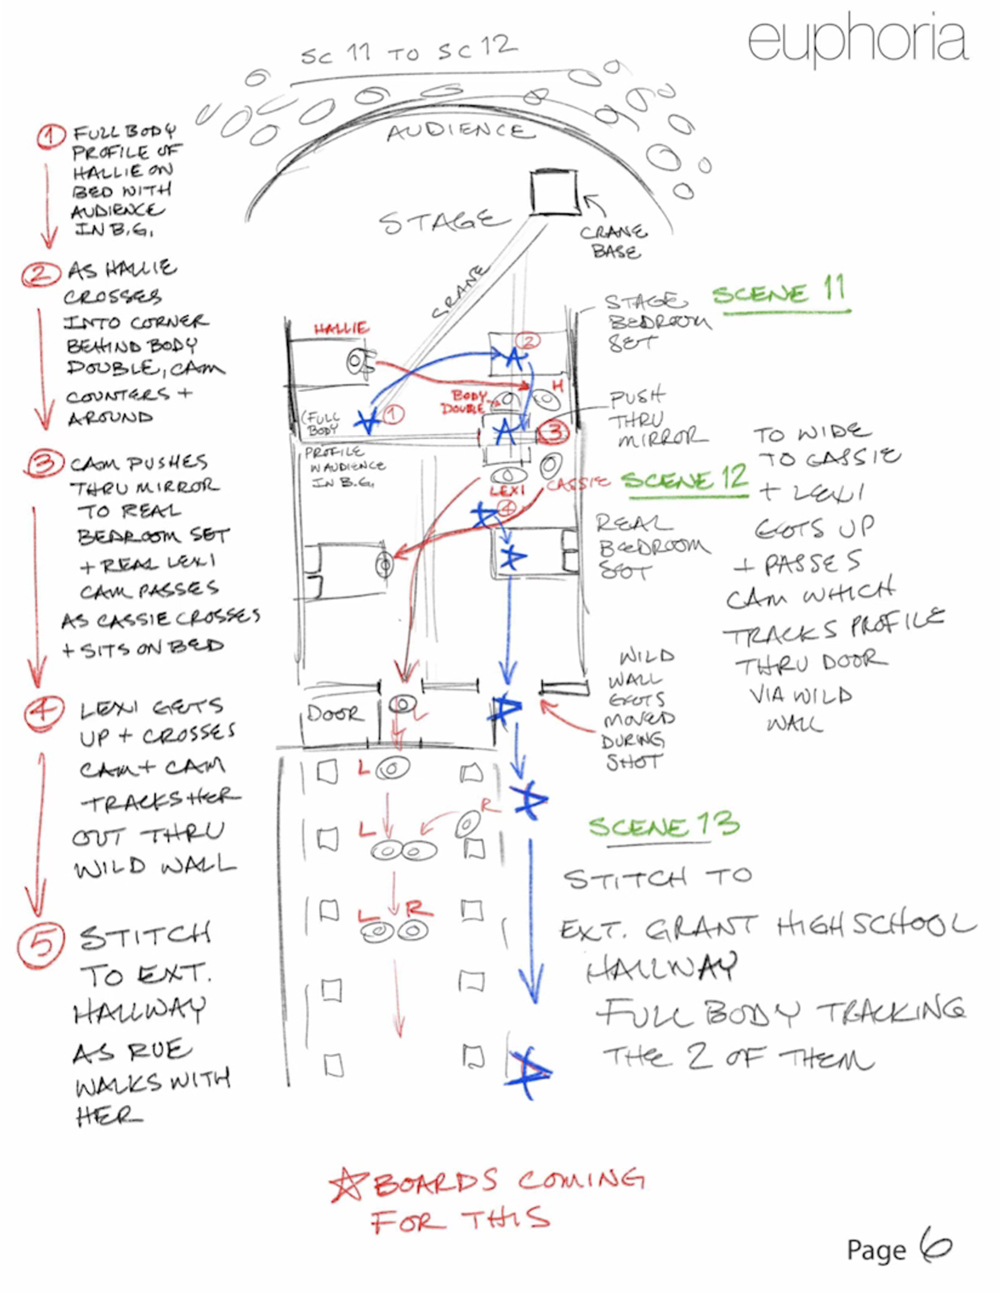 euphoria
SC 11 TO SC 12
AUDIENCE
STAGE
CRANE
BASE
CRANE
① FULL BODY
PROFILE OF
HALLIE ON
BED WITH
AUDIENCE
IN B.G.
② AS HALLIE
CROSSES
INTO CORNER
BEHIND BODY
DOUBLE, CAM
COUNTERS +
AROUND
③ CAM PUSHES
THRU MIRROR
TO REAL
BEDROOM SET
+ REAL LEXI
CAM PASSES
AS CASSIE CROSSES
+ SITS ON BED
④ LEXI GETS
UP + CROSSES
CAM + CAM
TRACKS HER
OUT THRU
WILD WALL
⑤ STITCH
TO EXT.
HALLWAY
AS RUE
WALKS WITH
HER
HALLIE
②
H
BODY
DOUBLE
①
(FULL
BODY
PROFILE
W AUDIENCE
IN B.G.
③
LEXI
CASSIE
④
STAGE
BEDROOM
SET
SCENE 11
PUSH
THRU
MIRROR
SCENE 12
REAL
BEDROOM
SET
TO WIDE
TO CASSIE
+ LEXI
GETS UP
+ PASSES
CAM WHICH
TRACKS PROFILE
THRU DOOR
VIA WILD
WALL
WILD
WALL
GETS
MOVED
DURING
SHOT
DOOR
L
L
R
L
L R
SCENE 13
STITCH TO
EXT. GRANT HIGH SCHOOL
HALLWAY
FULL BODY TRACKING
THE 2 OF THEM
☆ BOARDS COMING
FOR THIS
Page 6